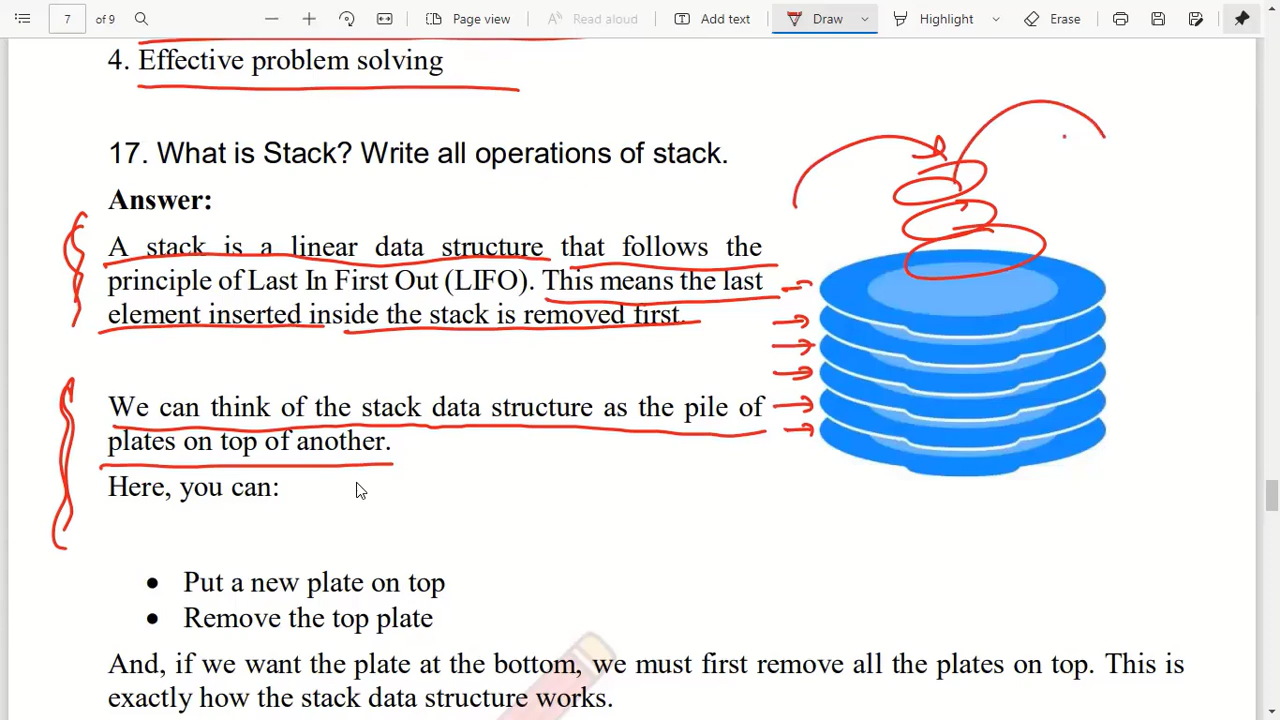 7 of 9 Page view Read aloud Add text Draw Highlight Erase
4. Effective problem solving
17. What is Stack? Write all operations of stack.
Answer:
A stack is a linear data structure that follows the
principle of Last In First Out (LIFO). This means the last
element inserted inside the stack is removed first.
We can think of the stack data structure as the pile of
plates on top of another.
Here, you can:
• Put a new plate on top
• Remove the top plate
And, if we want the plate at the bottom, we must first remove all the plates on top. This is
exactly how the stack data structure works.